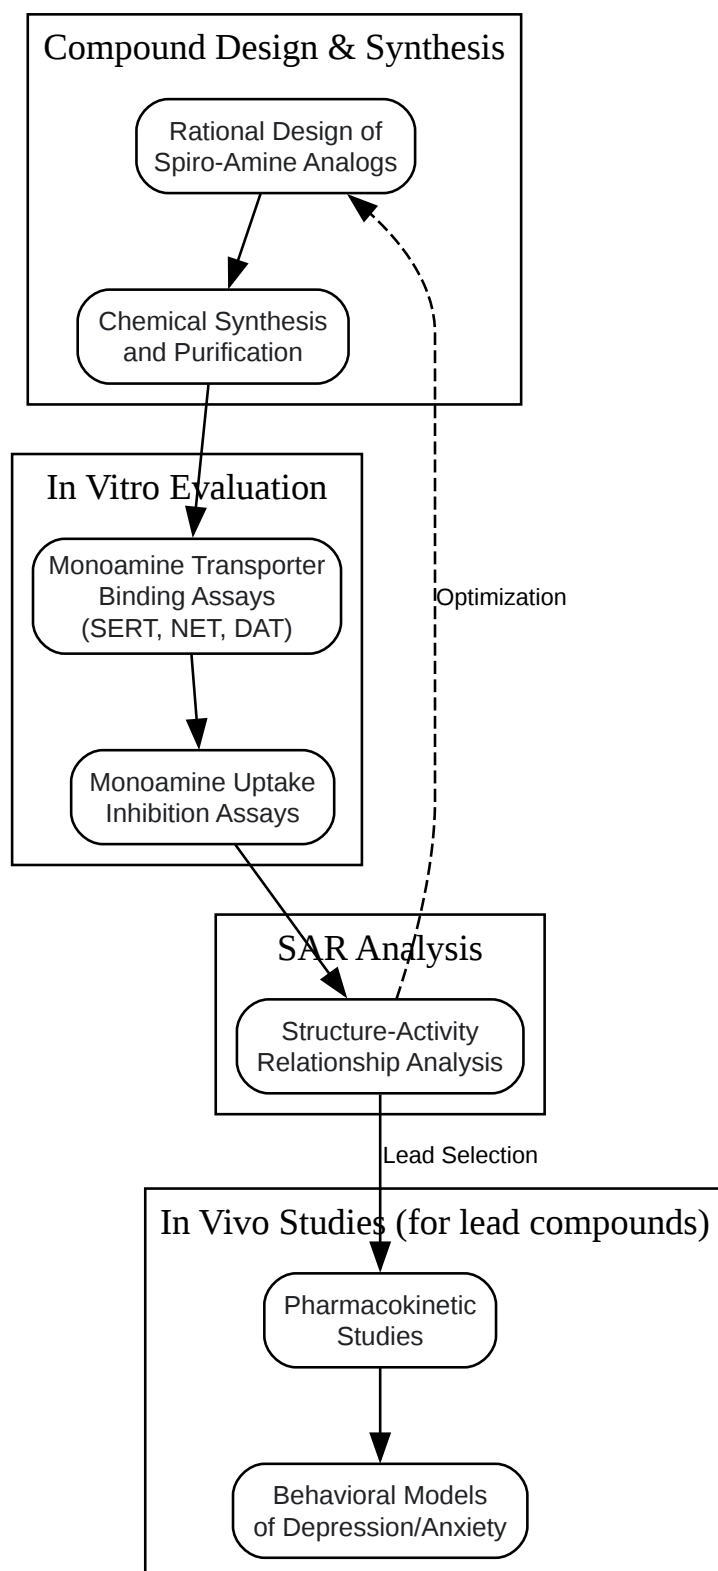 Compound Design & Synthesis
Rational Design of
Spiro-Amine Analogs
Chemical Synthesis
and Purification
In Vitro Evaluation
Monoamine Transporter
Binding Assays
(SERT, NET, DAT)
Optimization
Monoamine Uptake
Inhibition Assays
SAR Analysis
Structure-Activity
Relationship Analysis
Lead Selection
In Vivo Studies (for lead compounds)
Pharmacokinetic
Studies
Behavioral Models
of Depression/Anxiety